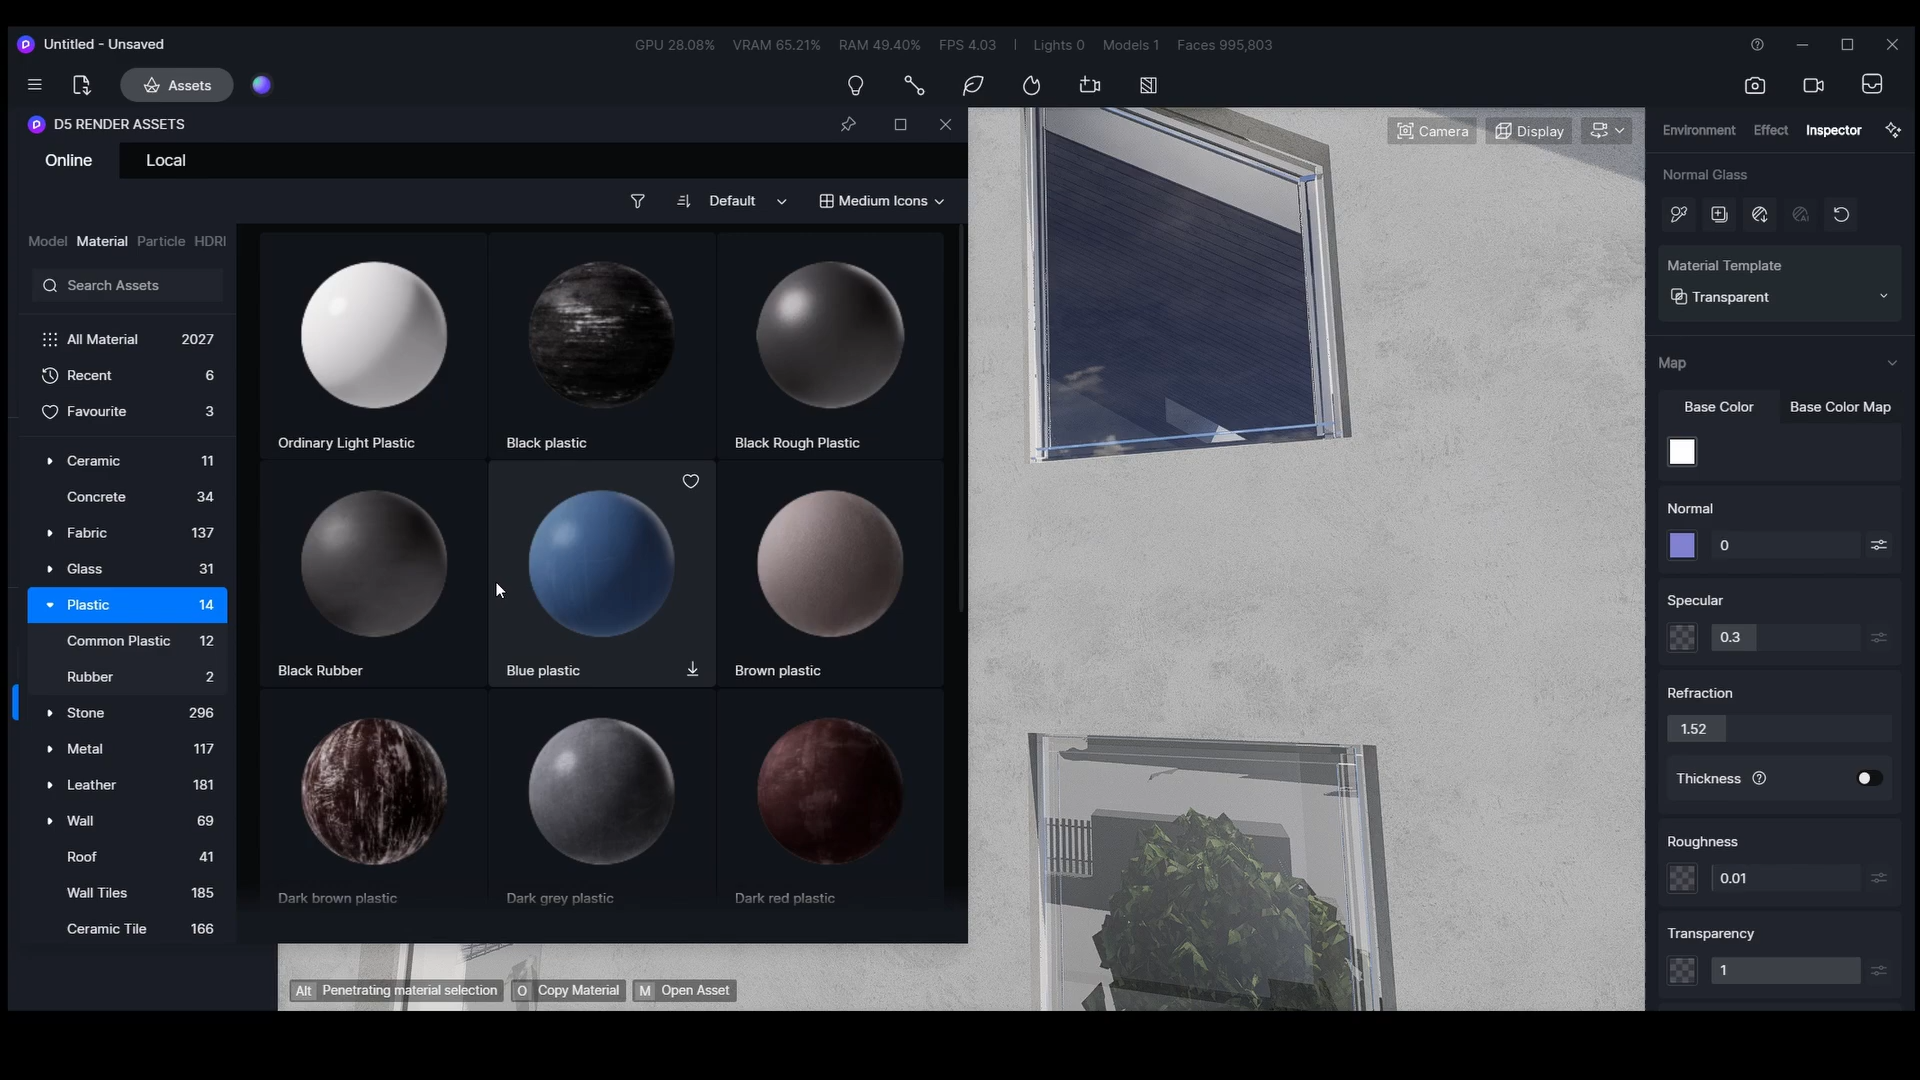 Untitled - Unsaved
GPU 28.08% VRAM 65.21% RAM 49.40% FPS 4.03 | Lights 0 Models 1 Faces 995,803
Assets
D5 RENDER ASSETS
Online Local
Default Medium Icons
Model Material Particle HDRI
Search Assets
All Material 2027
Recent 6
Favourite 3
Ceramic 11
Concrete 34
Fabric 137
Glass 31
Plastic 14
Common Plastic 12
Rubber 2
Stone 296
Metal 117
Leather 181
Wall 69
Roof 41
Wall Tiles 185
Ceramic Tile 166
Ordinary Light Plastic
Black plastic
Black Rough Plastic
Black Rubber
Blue plastic
Brown plastic
Dark brown plastic
Dark grey plastic
Dark red plastic
Camera Display
Alt Penetrating material selection O Copy Material M Open Asset
Environment Effect Inspector
Normal Glass
Material Template
Transparent
Map
Base Color Base Color Map
Normal
0
Specular
0.3
Refraction
1.52
Thickness
Roughness
0.01
Transparency
1